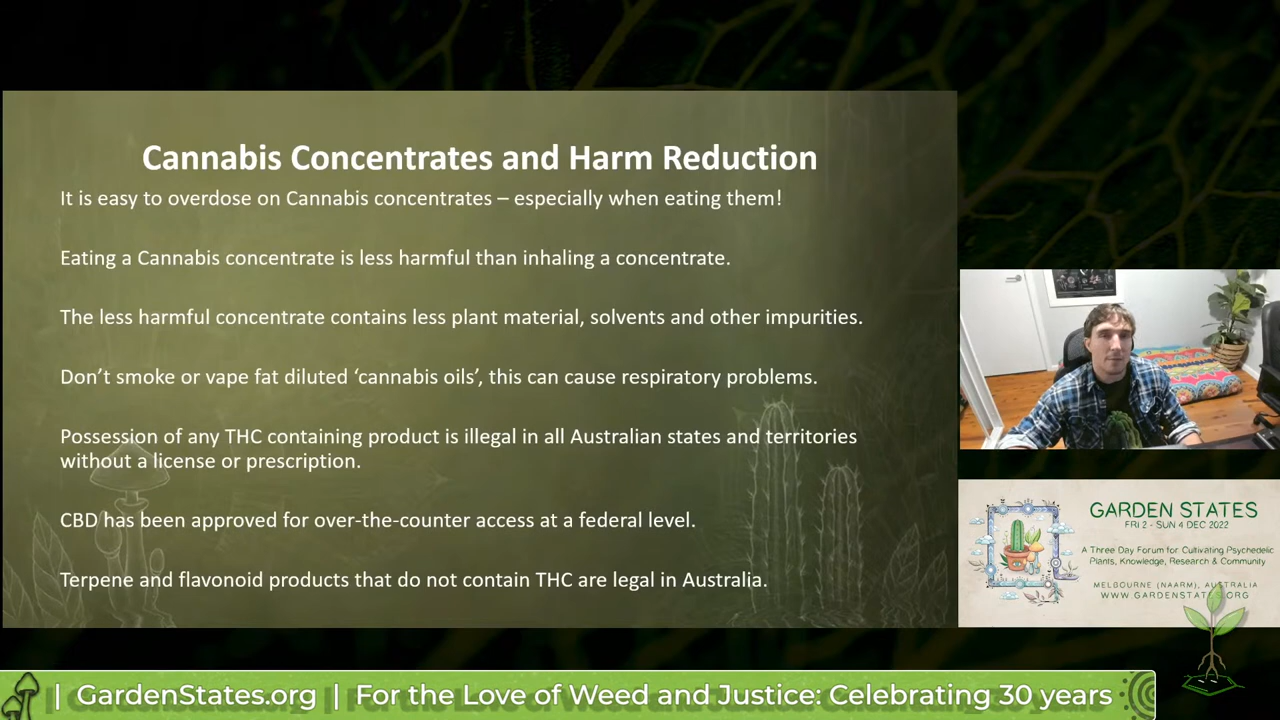 Cannabis Concentrates and Harm Reduction
It is easy to overdose on Cannabis concentrates – especially when eating them!
Eating a Cannabis concentrate is less harmful than inhaling a concentrate.
The less harmful concentrate contains less plant material, solvents and other impurities.
Don’t smoke or vape fat diluted ‘cannabis oils’, this can cause respiratory problems.
Possession of any THC containing product is illegal in all Australian states and territories
without a license or prescription.
CBD has been approved for over-the-counter access at a federal level.
Terpene and flavonoid products that do not contain THC are legal in Australia.
GARDEN STATES
FRI 2 - SUN 4 DEC 2022
A Three Day Forum for Cultivating Psychedelic
Plants, Knowledge, Research & Community
MELBOURNE (NAARM), AUSTRALIA
WWW.GARDENSTATES.ORG
| GardenStates.org | For the Love of Weed and Justice: Celebrating 30 years